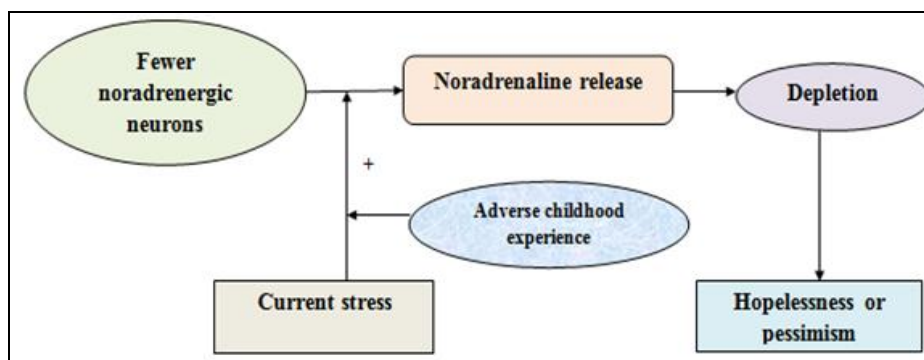 Fewer
noradrenergic
neurons
Noradrenaline release
Depletion
+
Adverse childhood
experience
Current stress
Hopelessness or
pessimism